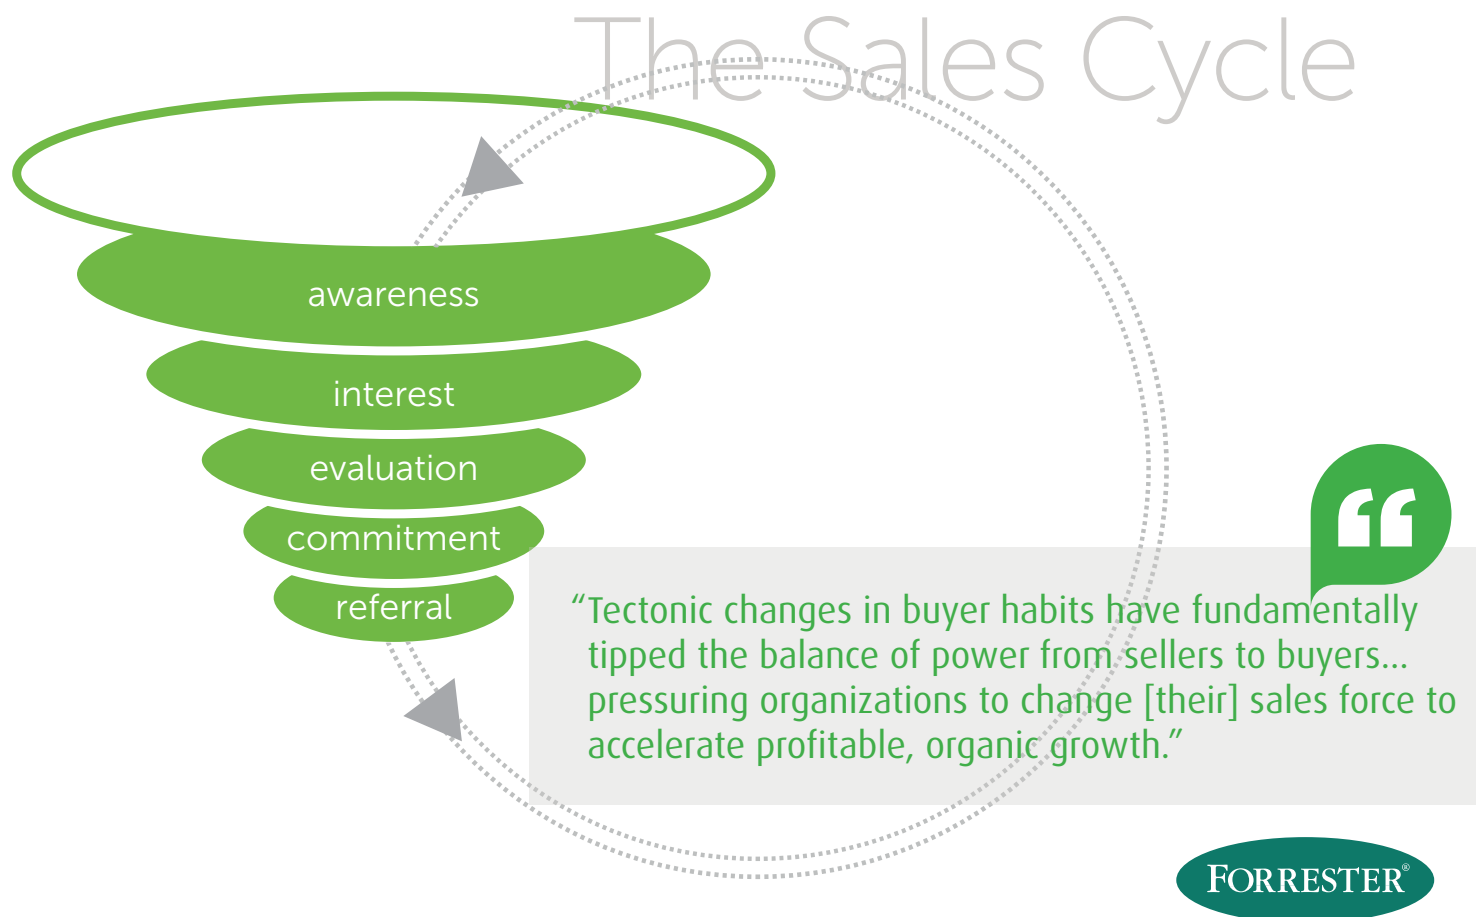 The Sales Cycle
awareness
interest
evaluation
commitment
referral
“Tectonic changes in buyer habits have fundamentally
tipped the balance of power from sellers to buyers...
pressuring organizations to change [their] sales force to
accelerate profitable, organic growth.”
FORRESTER®